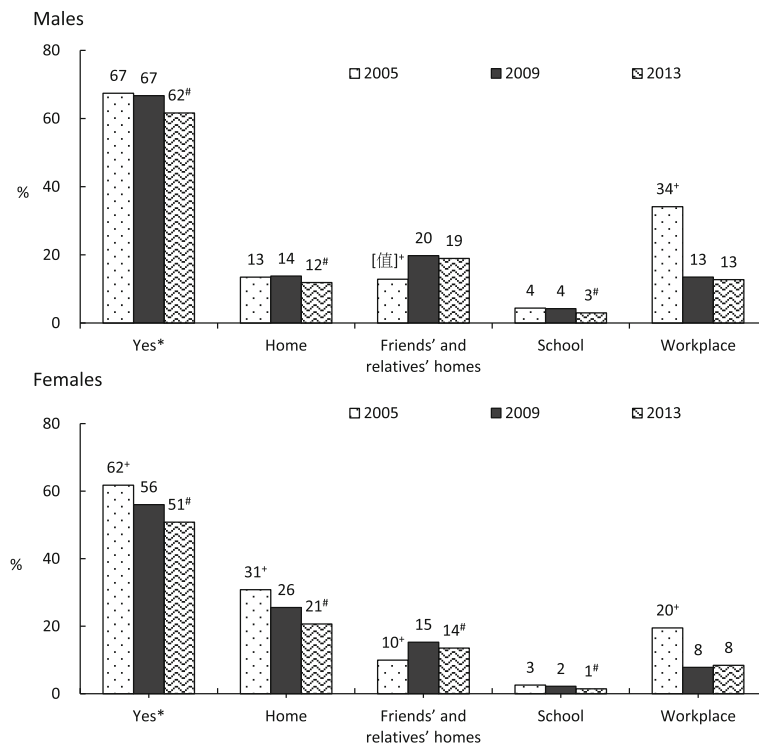 Males
80
2005 2009 2013
67 67 62#
60
%
40
34+
20
13 14 12# [值]+ 20 19 4 4 3# 13 13
0
Yes* Home Friends’ and School Workplace
relatives’ homes
Females
80
2005 2009 2013
62+ 56 51#
60
%
40
31+ 26 21#
20
10+ 15 14# 3 2 1# 20+ 8 8
0
Yes* Home Friends’ and School Workplace
relatives’ homes